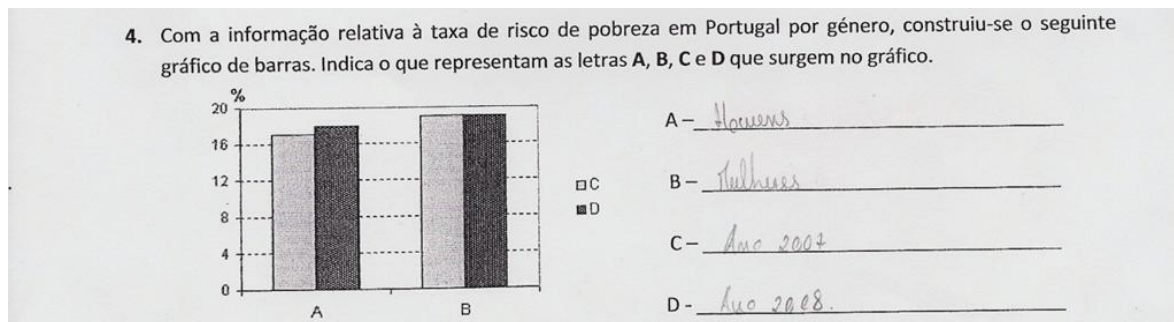 4. Com a informação relativa à taxa de risco de pobreza em Portugal por género, construiu-se o seguinte
gráfico de barras. Indica o que representam as letras A, B, C e D que surgem no gráfico.
%
20
16
12
8
4
0
A
B
C
D
A – Homens
B – Mulheres
C – Ano 2007
D - Ano 2008.